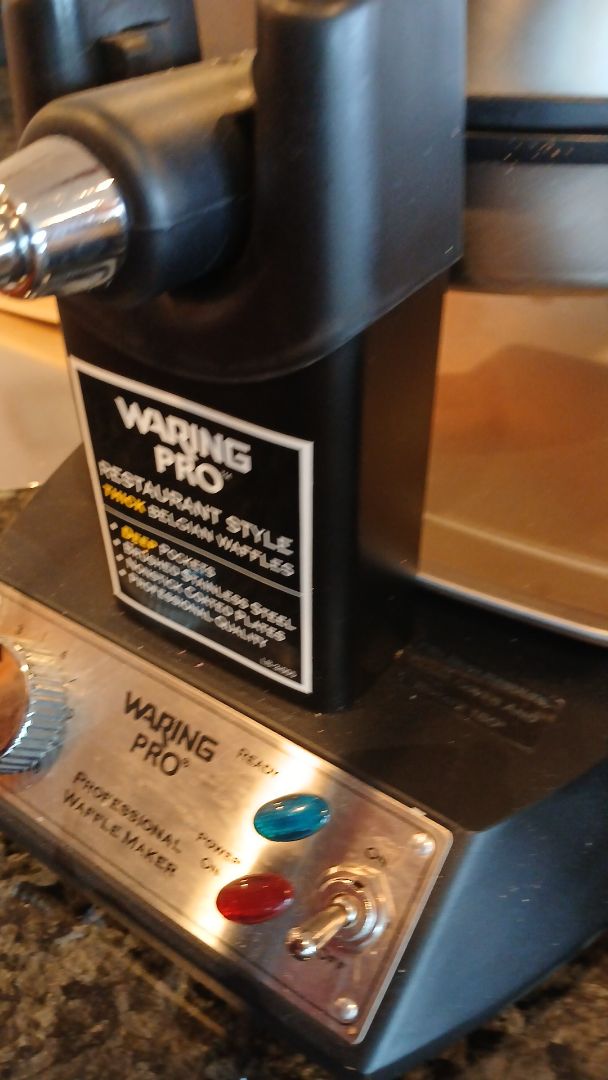 WARING
PRO
RESTAURANT STYLE
THICK BELGIAN WAFFLES
• DEEP POCKETS
• BRUSHED STAINLESS STEEL
• NONSTICK COATED PLATES
• PROFESSIONAL QUALITY
WARING
PRO®
PROFESSIONAL
WAFFLE MAKER
READY
POWER
ON
ON
OFF